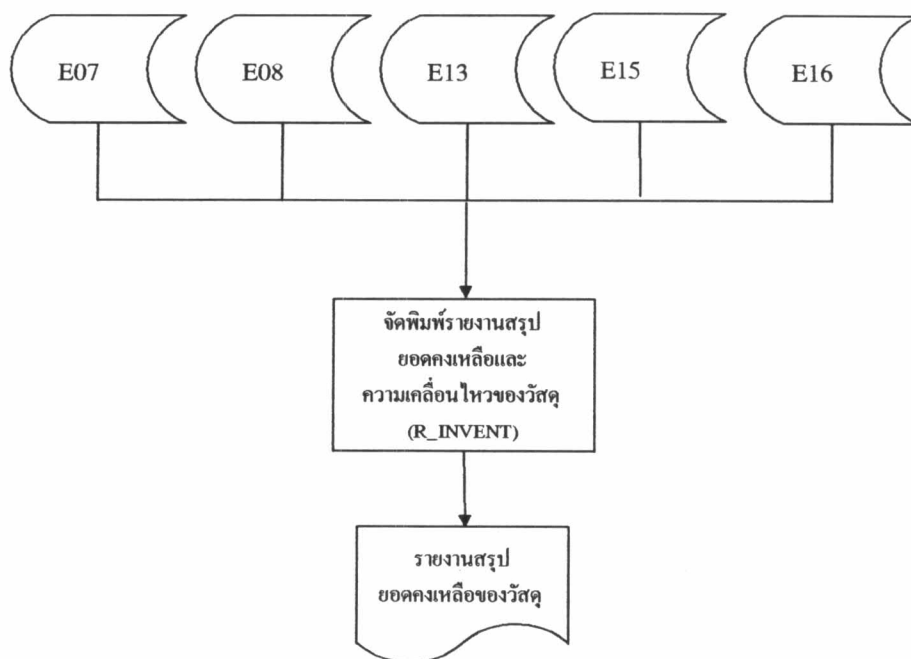 E07 E08 E13 E15 E16
จัดพิมพ์รายงานสรุป
ยอดคงเหลือและ
ความเคลื่อนไหวของวัสดุ
(R_INVENT)
รายงานสรุป
ยอดคงเหลือของวัสดุ